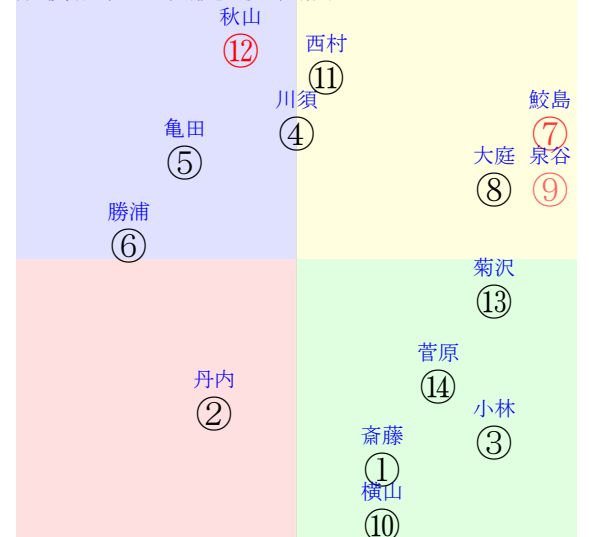 秋山
⑫
西村
⑪
川須
④
鮫島
⑦
亀田
⑤
大庭
⑧
泉谷
⑨
勝浦
⑥
菊沢
⑬
菅原
⑭
丹内
②
小林
③
斎藤
①
横山
⑩